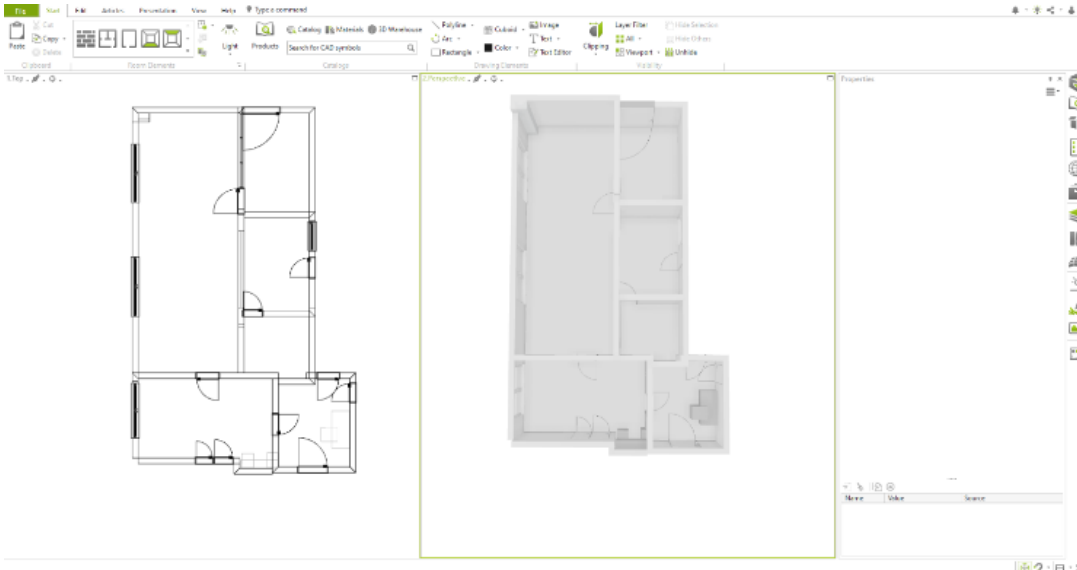 File Start Edit Articles Presentation View Help Type a command
Paste
Cut
Copy
Delete
Clipboard
Room Elements
Light
Products
Catalog Materials 3D Warehouse
Search for CAD symbols
Catalogs
Polyline
Arc
Rectangle
Cuboid
Color
Image
Text
Text Editor
Drawing Elements
Clipping
Layer Filter
All
Viewport
Hide Selection
Hide Others
Unhide
Visibility
1.Top
2.Perspective
Properties
Name Value Source